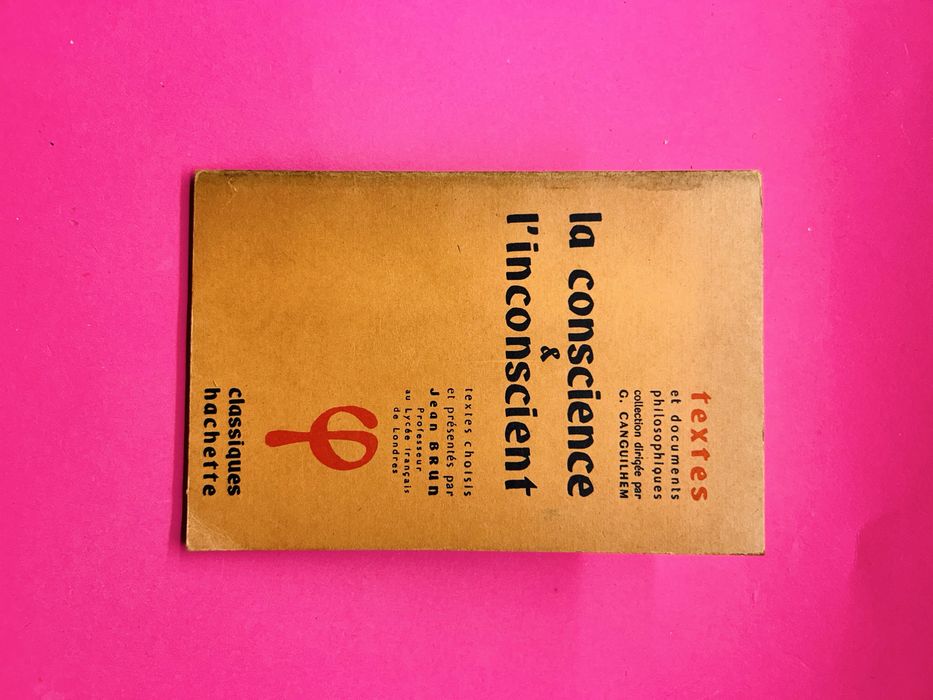 textes
et documents
philosophiques
collection dirigée par
G. CANGUILHEM
la conscience
&
l'inconscient
textes choisis
et présentés par
Jean BRUN
Professeur
au Lycée français
de Londres
φ
classiques
hachette